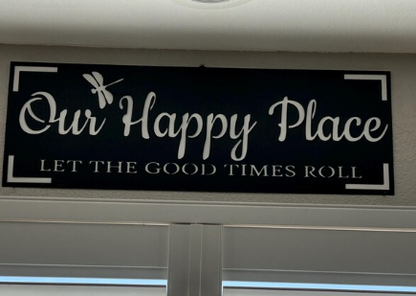 Our Happy Place
LET THE GOOD TIMES ROLL